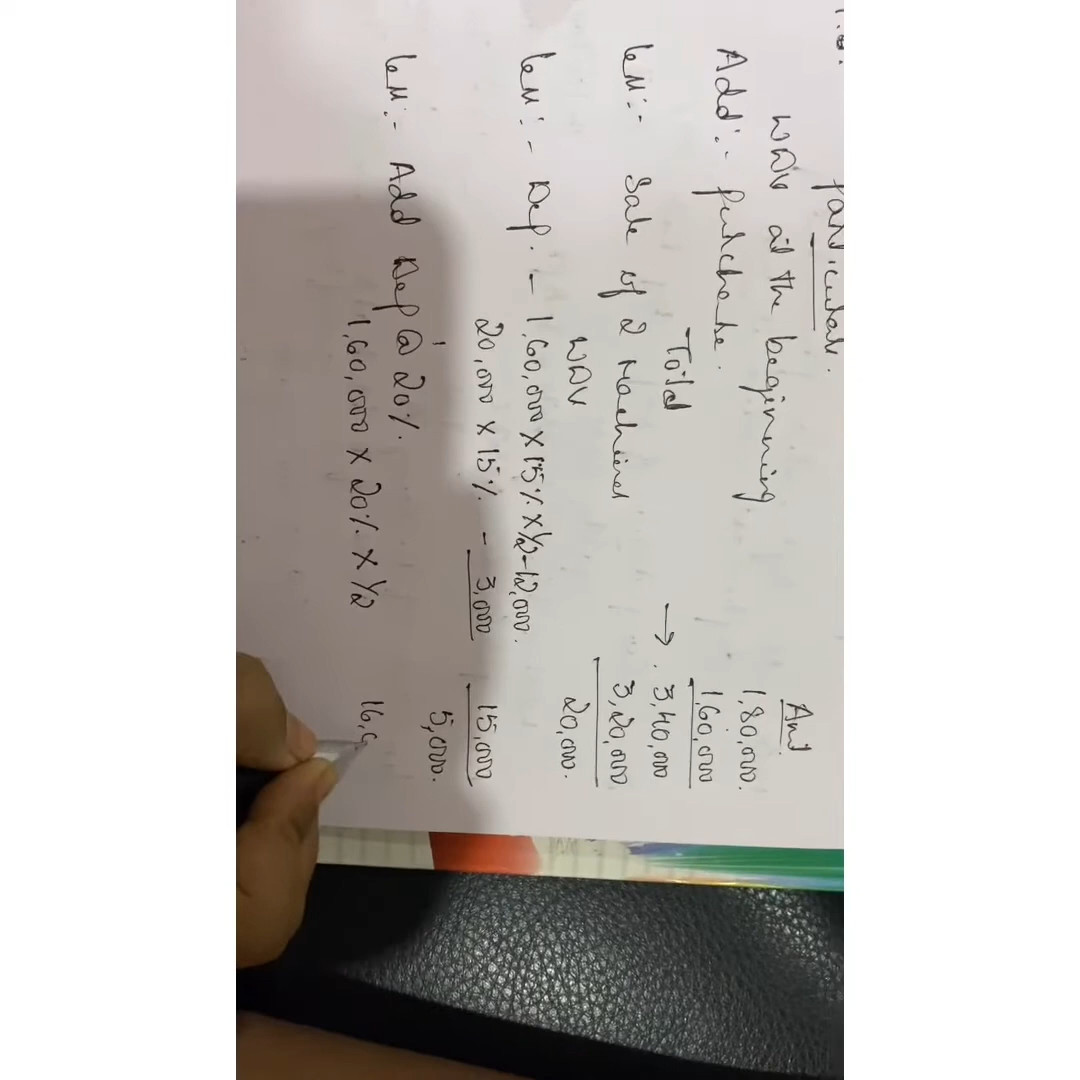 Particular. Amt
WDV at the beginning 1,80,000.
Add:- purchase. 1,60,000
Total → 3,40,000
Less:- Sale of 2 Machines 3,20,000
WDV 20,000.
Less:- Dep. - 1,60,000 X 15% X 1/2 - 12,000.
20,000 X 15% - 3,000 15,000
5,000.
Less:- Add Dep @ 20%.
1,60,000 X 20% X 1/2 16,0